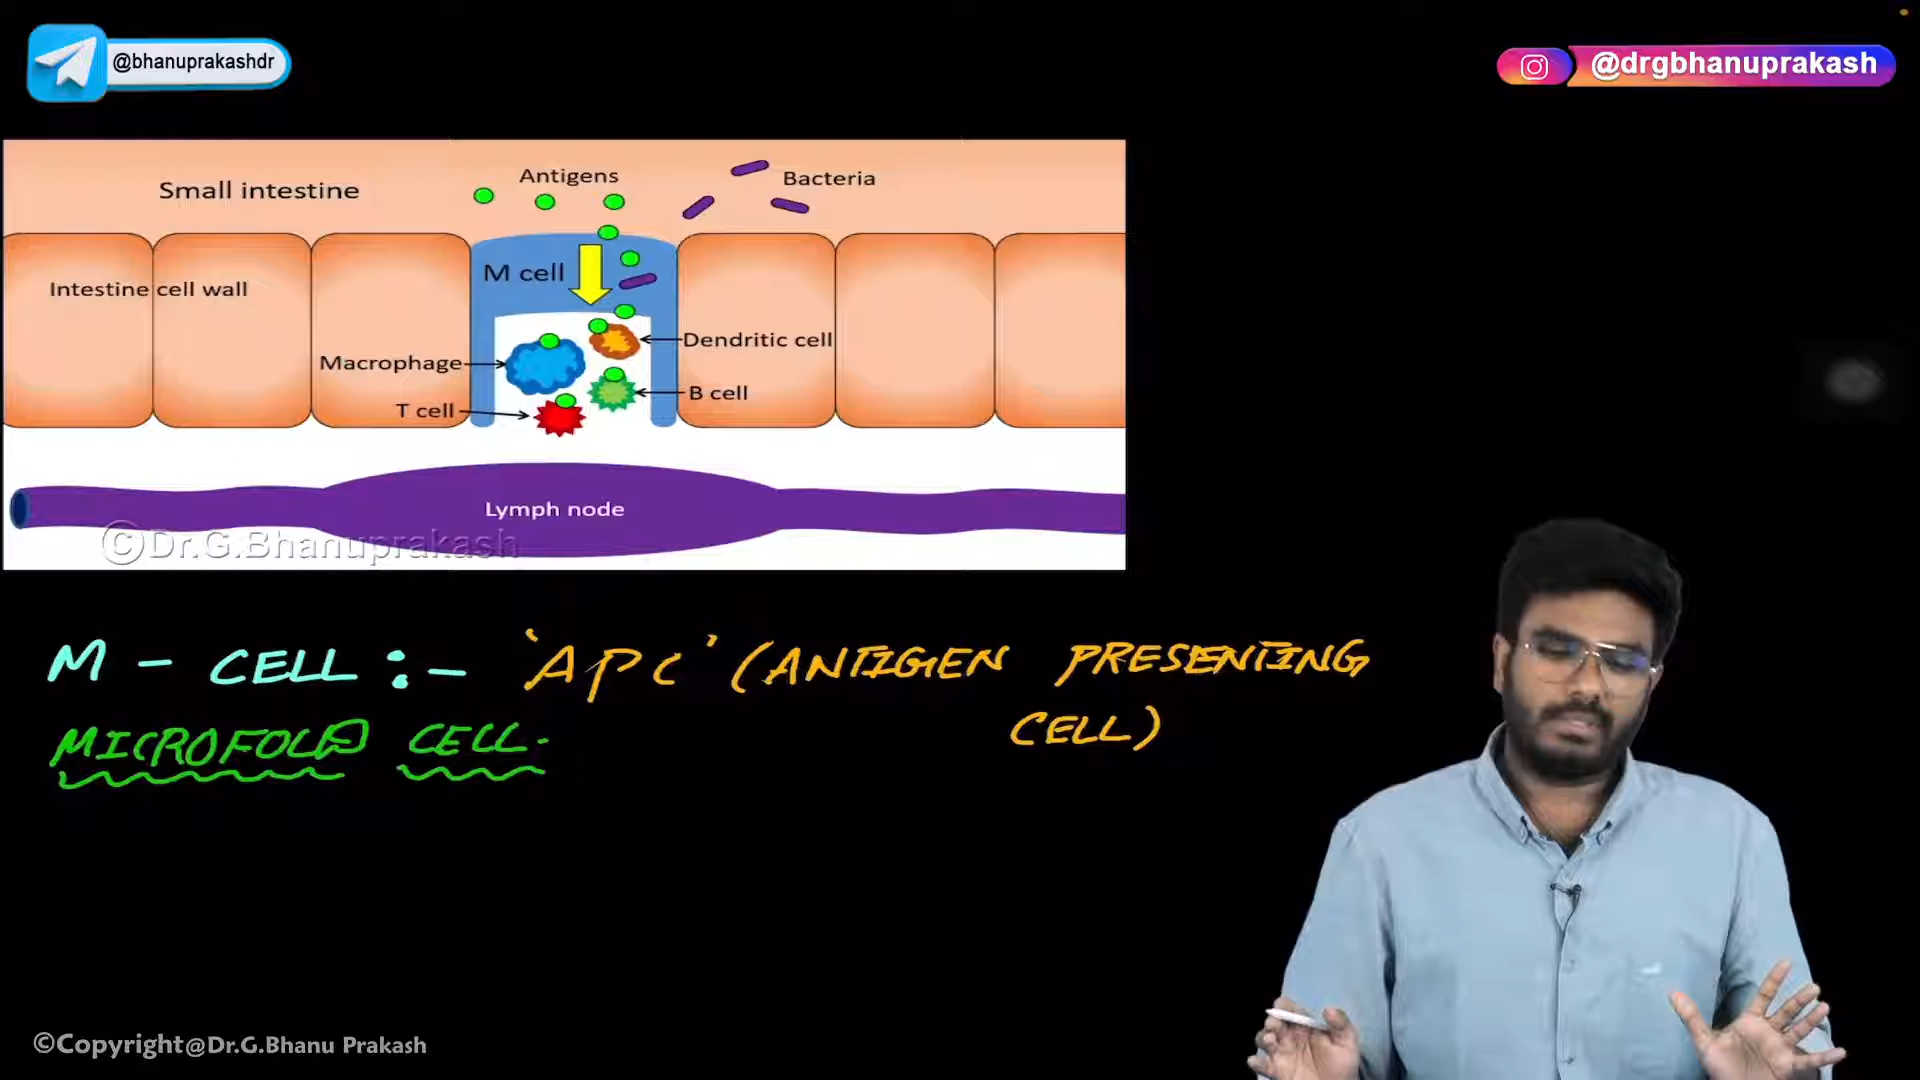 @bhanuprakashdr
@drgbhanuprakash
Antigens
Bacteria
Small intestine
M cell
Intestine cell wall
Dendritic cell
Macrophage
B cell
T cell
Lymph node
©Dr.G.Bhanuprakash
M - CELL :- 'APC' (ANTIGEN PRESENTING
CELL)
MICROFOLD CELL.
©Copyright@Dr.G.Bhanu Prakash